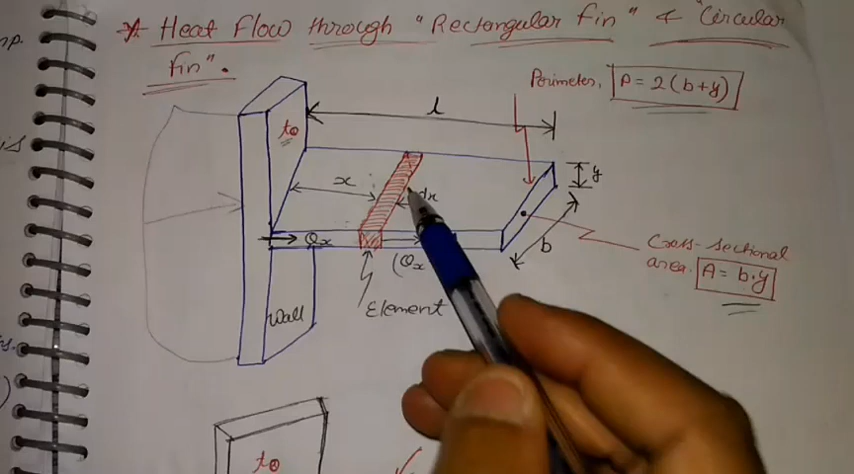 * Heat Flow through "Rectangular fin" & "Circular
fin".
Perimeter, P = 2(b+y)
l
t₀
y
x
dx
b
Qx
(Qx
Cross-sectional
area. A = b.y
Element
Wall
t₀